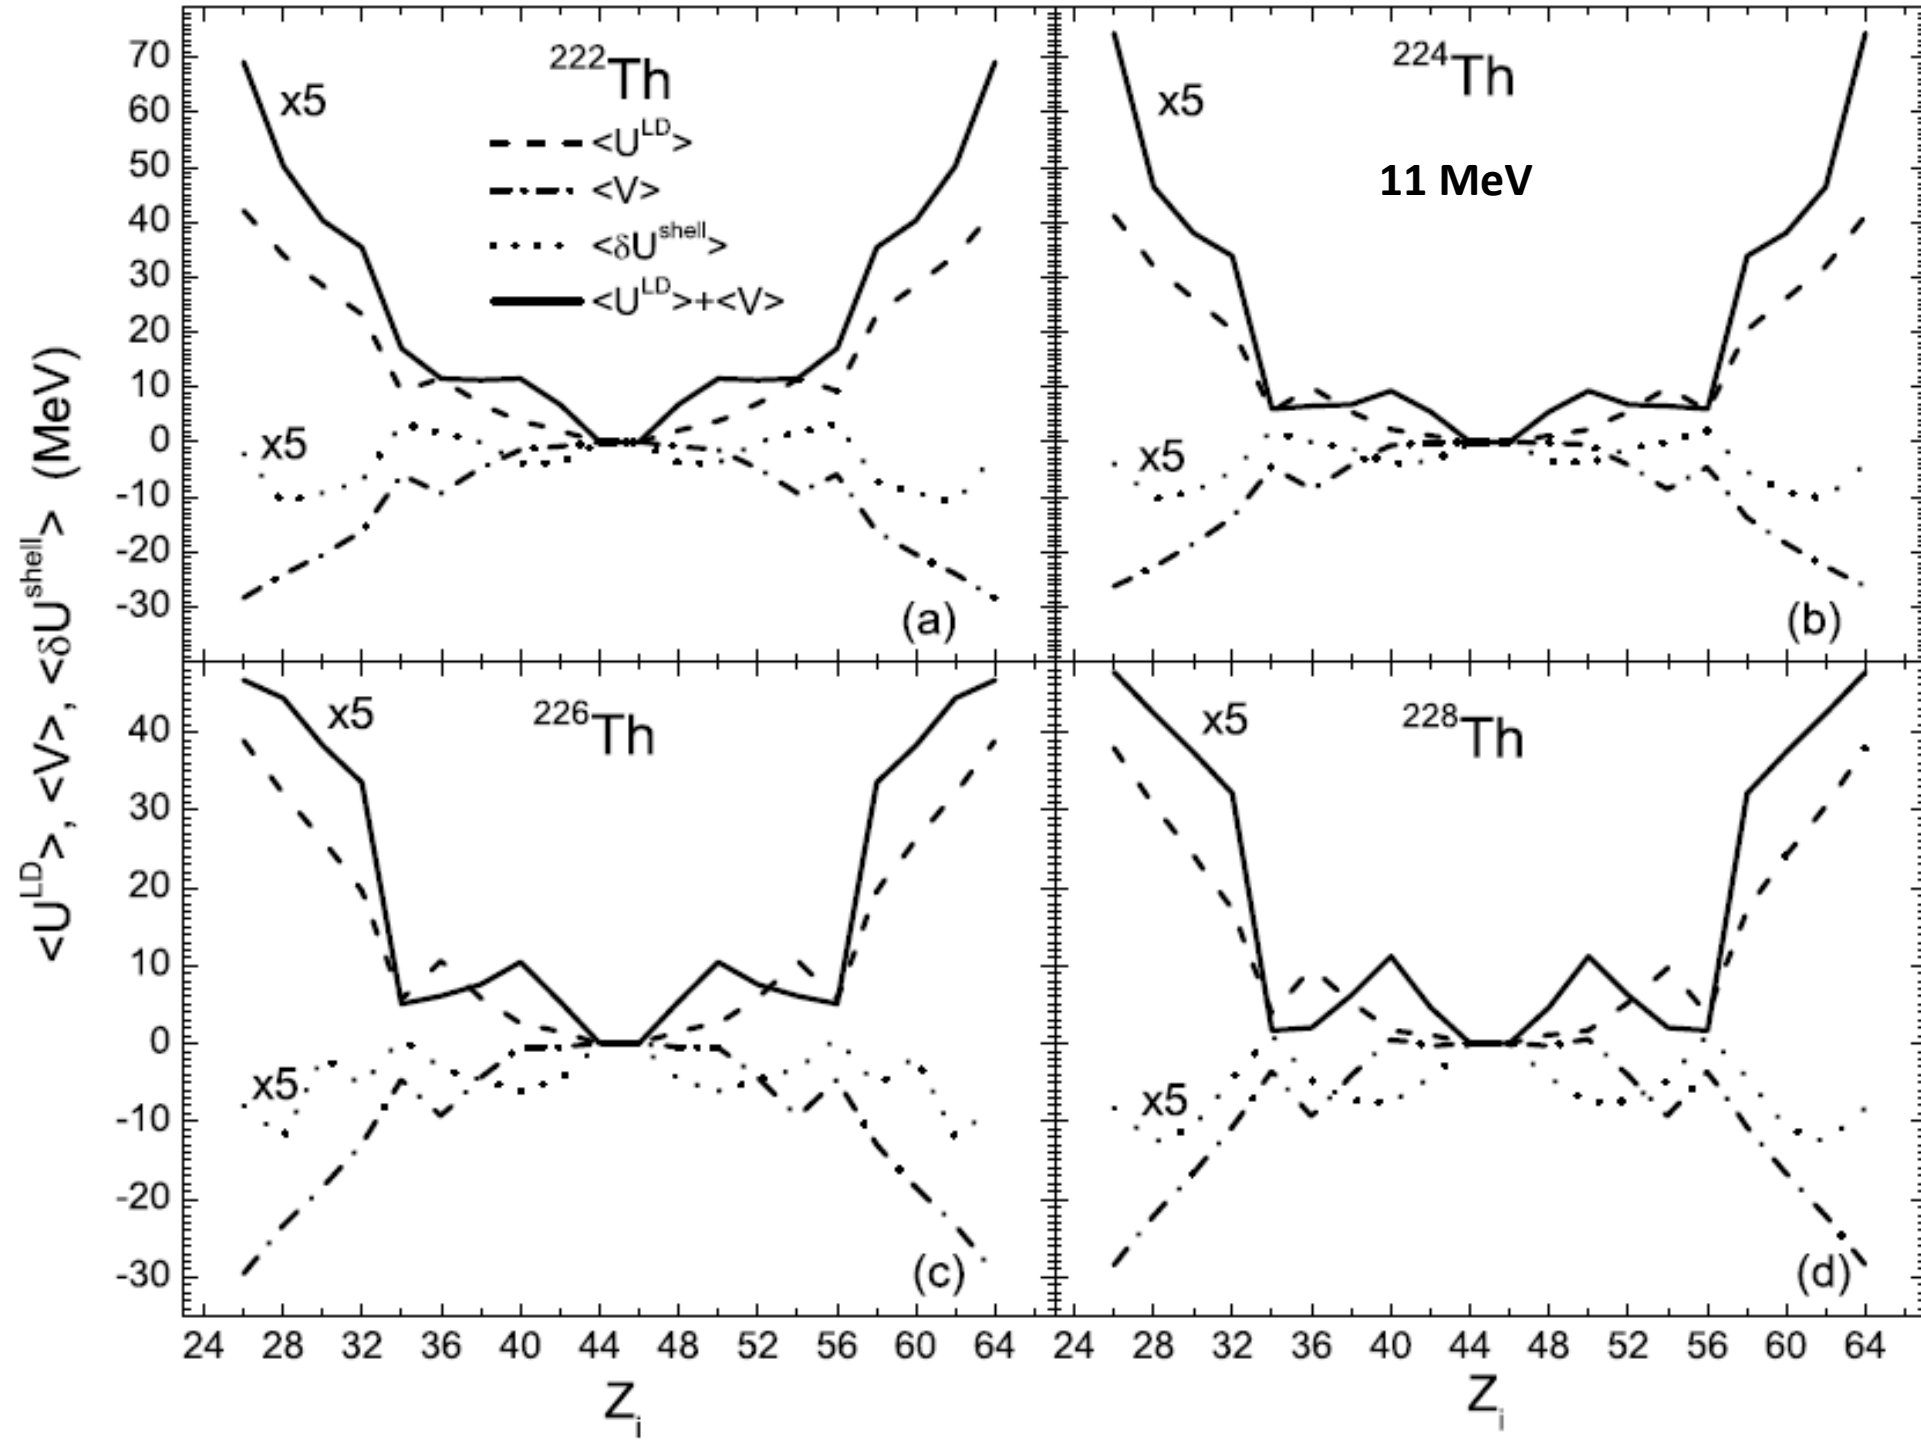 <U^LD>, <V>, <δU^shell> (MeV)
70
60
50
40
30
20
10
0
-10
-20
-30
x5
²²²Th
<U^LD>
<V>
<δU^shell>
<U^LD>+<V>
x5
(a)
x5
²²⁴Th
11 MeV
x5
(b)
40
30
20
10
0
-10
-20
-30
x5
²²⁶Th
x5
(c)
x5
²²⁸Th
x5
(d)
24 28 32 36 40 44 48 52 56 60 64
24 28 32 36 40 44 48 52 56 60 64
Z_i
Z_i